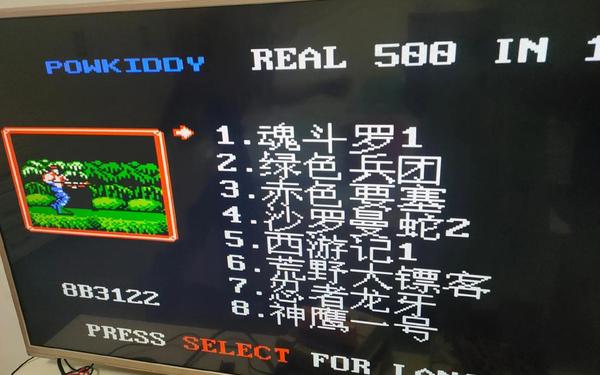 POWKIDDY REAL 500 IN 1
1.魂斗罗1
2.绿色兵团
3.赤色要塞
4.沙罗曼蛇2
5.西游记1
6.荒野大镖客
7.忍者龙牙
8.神鹰一号
8B3122
PRESS SELECT FOR LANG